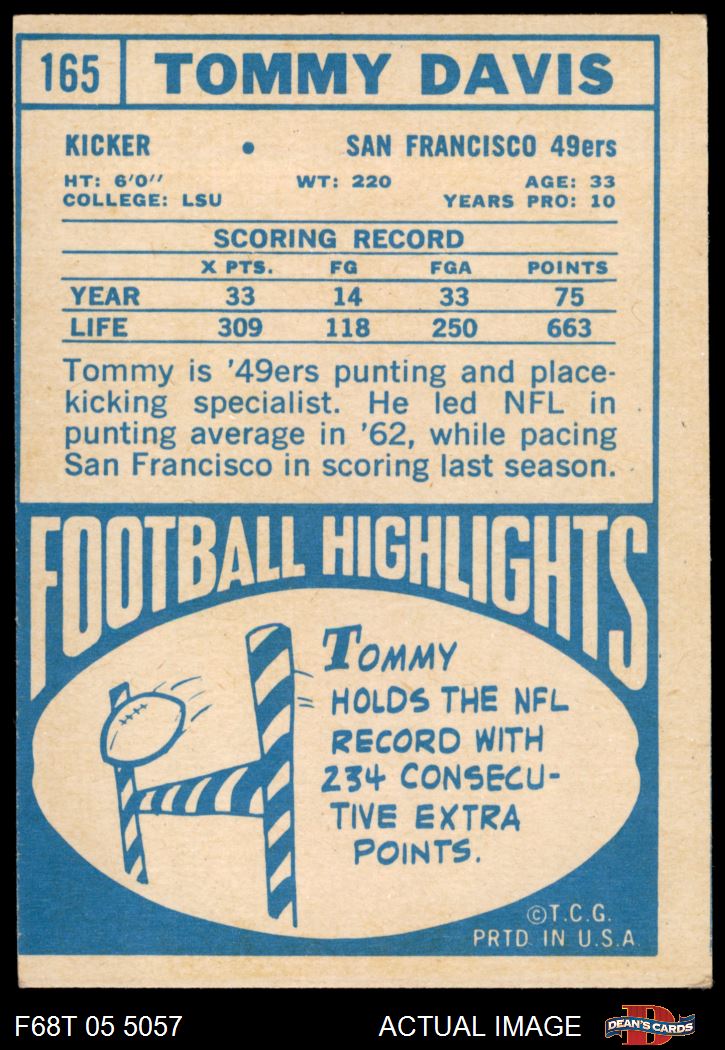 165 TOMMY DAVIS
KICKER • SAN FRANCISCO 49ers
HT: 6'0" WT: 220 AGE: 33
COLLEGE: LSU YEARS PRO: 10
SCORING RECORD
X PTS. FG FGA POINTS
YEAR 33 14 33 75
LIFE 309 118 250 663
Tommy is '49ers punting and place-
kicking specialist. He led NFL in
punting average in '62, while pacing
San Francisco in scoring last season.
FOOTBALL HIGHLIGHTS
TOMMY
HOLDS THE NFL
RECORD WITH
234 CONSECU-
TIVE EXTRA
POINTS.
©T.C.G.
PRTD. IN U.S.A.
F68T 05 5057 ACTUAL IMAGE D DEAN'S CARDS